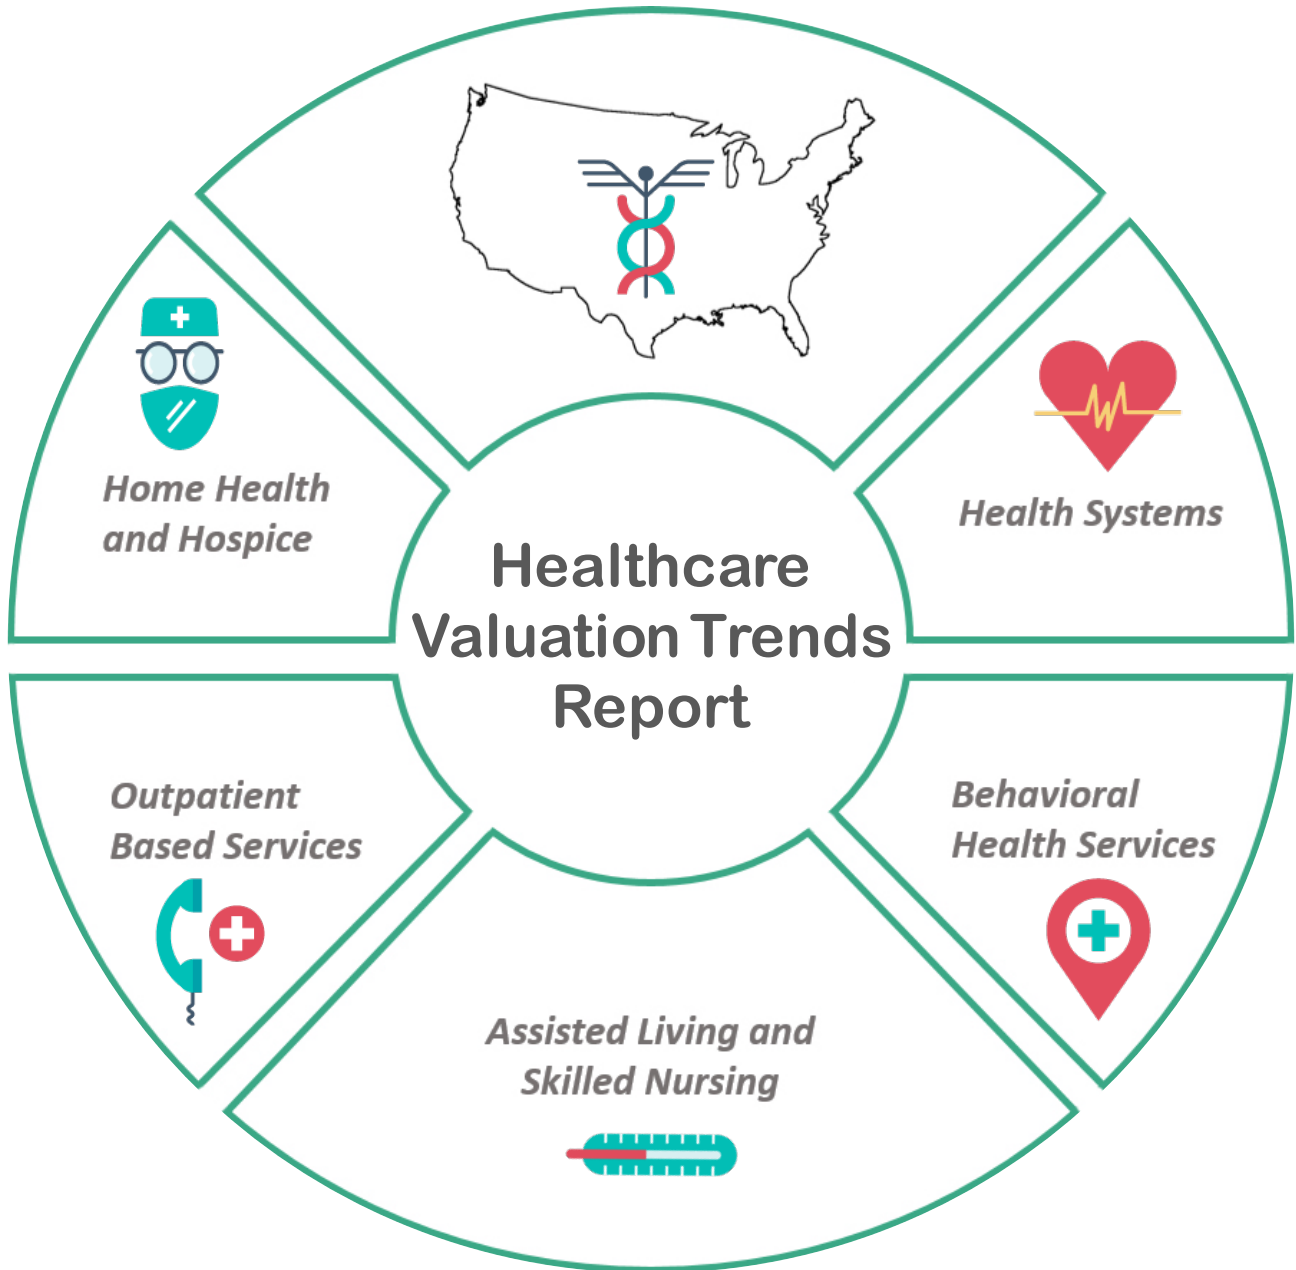 Home Health
and Hospice
Health Systems
Healthcare
Valuation Trends
Report
Outpatient
Based Services
Behavioral
Health Services
Assisted Living and
Skilled Nursing